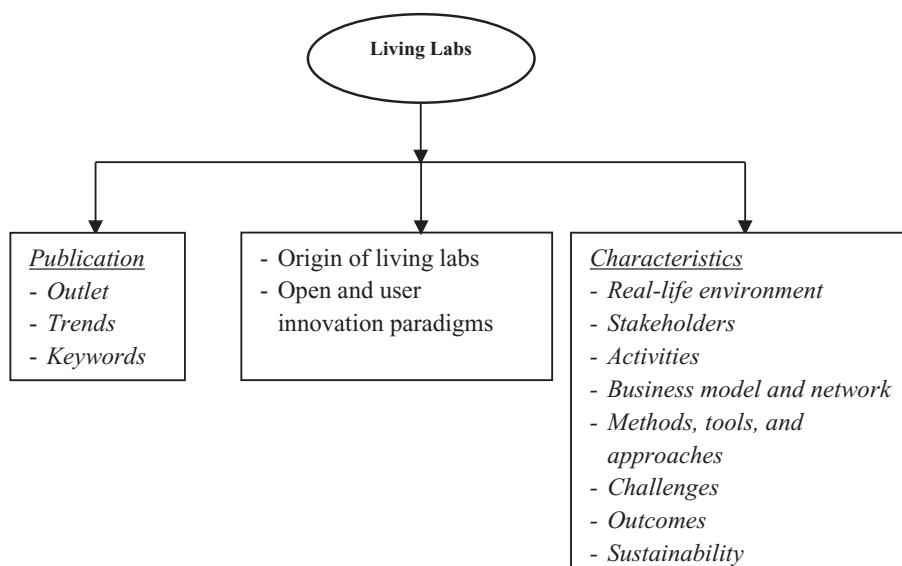 Living Labs
Publication
- Outlet
- Trends
- Keywords
- Origin of living labs
- Open and user
innovation paradigms
Characteristics
- Real-life environment
- Stakeholders
- Activities
- Business model and network
- Methods, tools, and
approaches
- Challenges
- Outcomes
- Sustainability